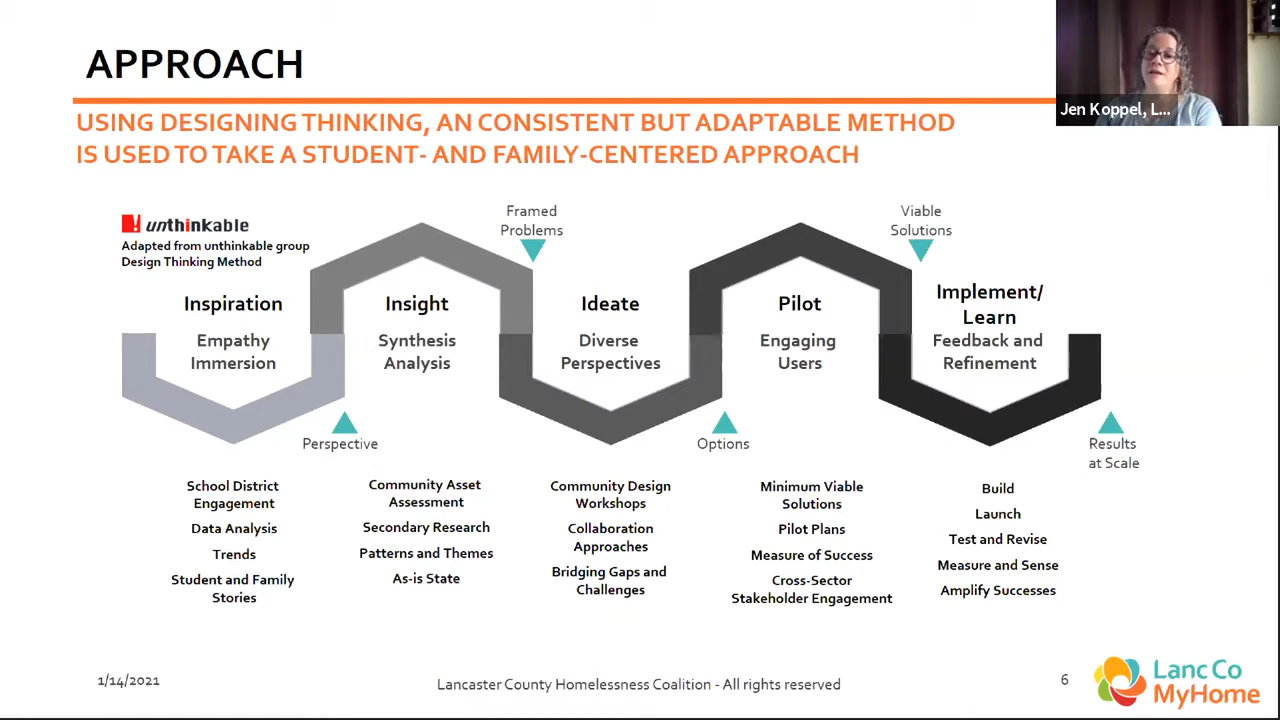 APPROACH
Jen Koppel, L...
USING DESIGNING THINKING, AN CONSISTENT BUT ADAPTABLE METHOD
IS USED TO TAKE A STUDENT- AND FAMILY-CENTERED APPROACH
unthinkable
Adapted from unthinkable group
Design Thinking Method
Framed
Problems
Viable
Solutions
Inspiration
Empathy
Immersion
Insight
Synthesis
Analysis
Ideate
Diverse
Perspectives
Pilot
Engaging
Users
Implement/
Learn
Feedback and
Refinement
Perspective
Options
Results
at Scale
School District
Engagement
Data Analysis
Trends
Student and Family
Stories
Community Asset
Assessment
Secondary Research
Patterns and Themes
As-is State
Community Design
Workshops
Collaboration
Approaches
Bridging Gaps and
Challenges
Minimum Viable
Solutions
Pilot Plans
Measure of Success
Cross-Sector
Stakeholder Engagement
Build
Launch
Test and Revise
Measure and Sense
Amplify Successes
1/14/2021
Lancaster County Homelessness Coalition - All rights reserved
6
Lanc Co
MyHome